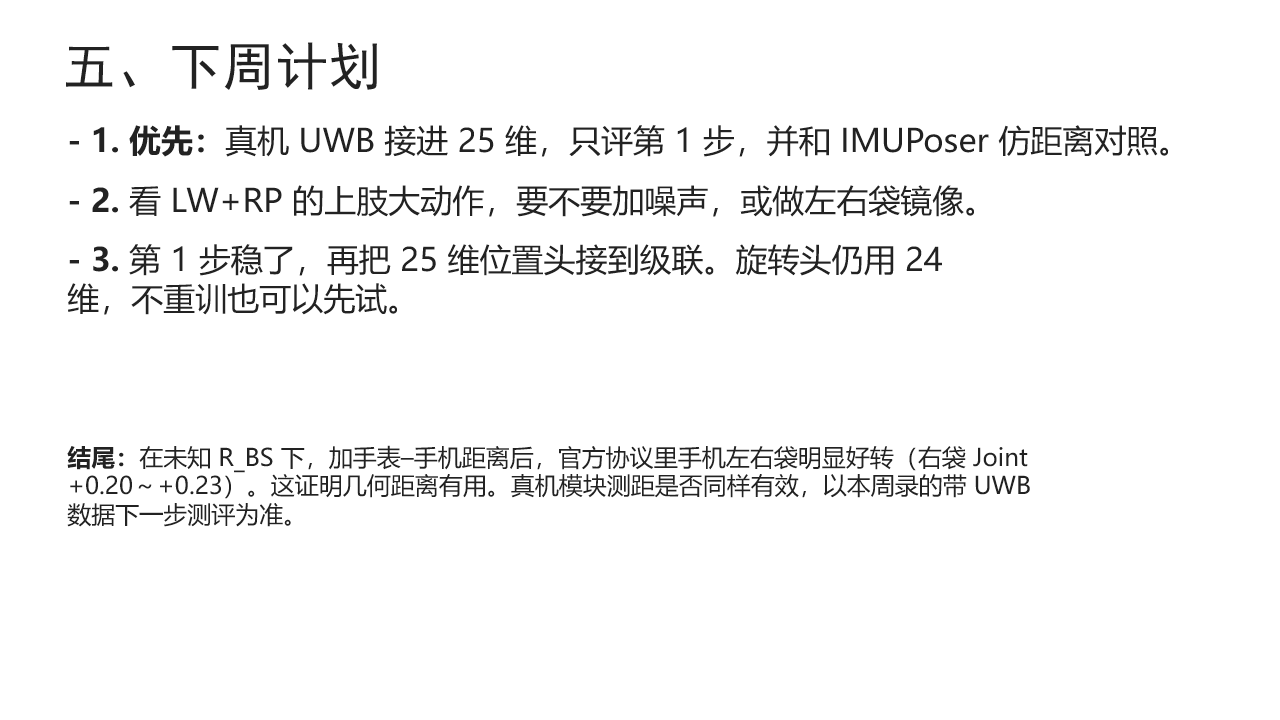 五、下周计划
- 1. 优先：真机 UWB 接进 25 维，只评第 1 步，并和 IMUPoser 仿距离对照。
- 2. 看 LW+RP 的上肢大动作，要不要加噪声，或做左右袋镜像。
- 3. 第 1 步稳了，再把 25 维位置头接到级联。旋转头仍用 24
维，不重训也可以先试。
结尾：在未知 R_BS 下，加手表–手机距离后，官方协议里手机左右袋明显好转（右袋 Joint
+0.20～+0.23）。这证明几何距离有用。真机模块测距是否同样有效，以本周录的带 UWB
数据下一步测评为准。